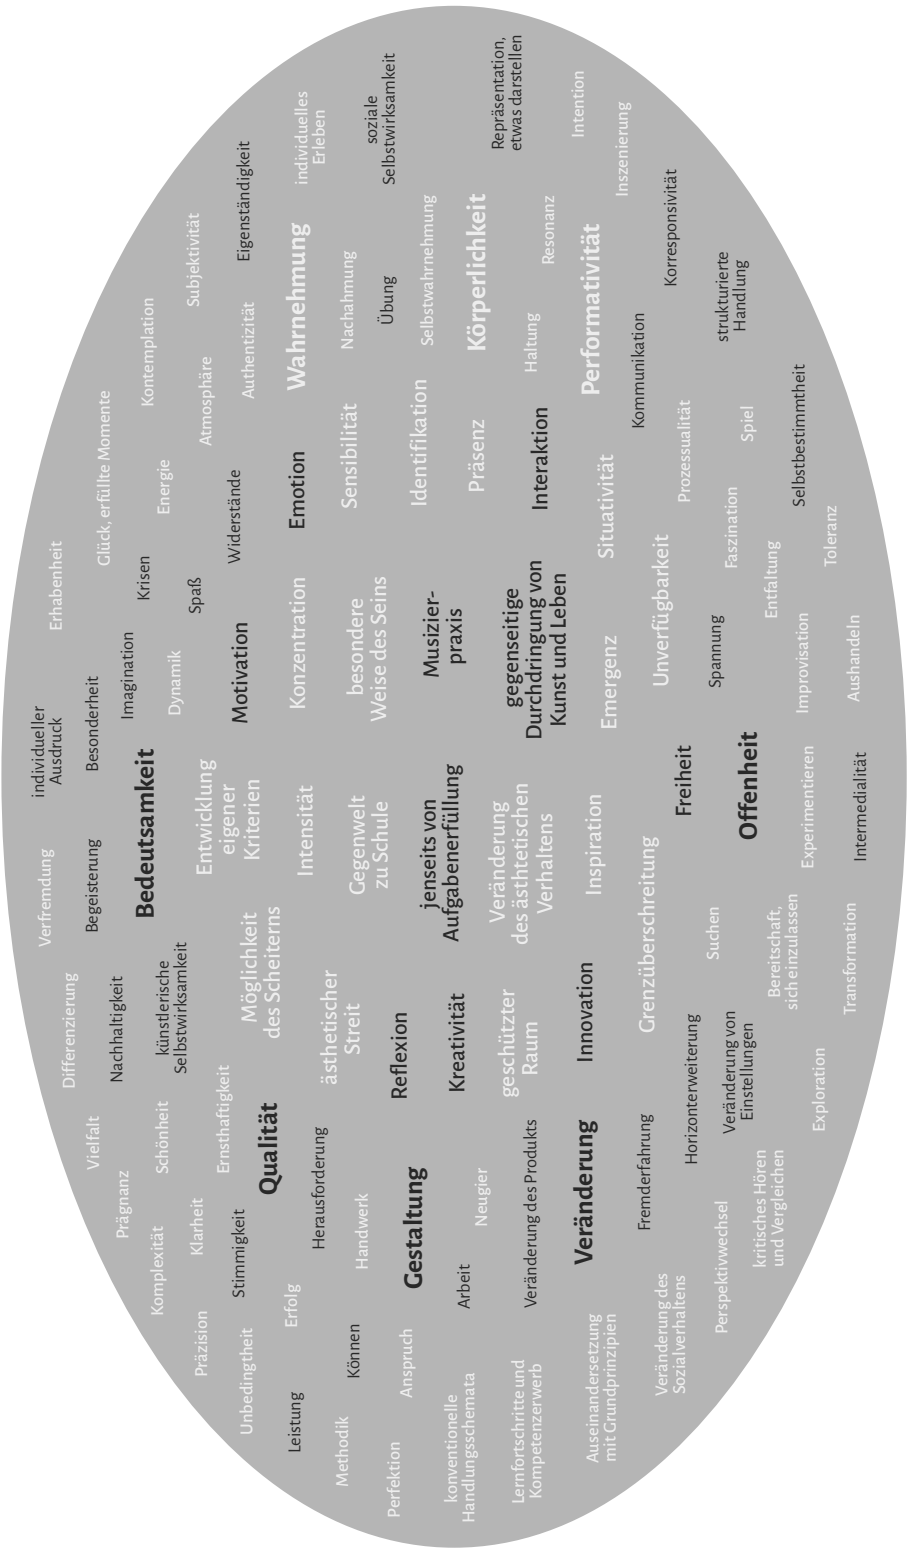 Verfremdung
individueller
Ausdruck
Erhabenheit
Differenzierung
Vielfalt
Begeisterung
Besonderheit
Glück, erfüllte Momente
Prägnanz
Nachhaltigkeit
Bedeutsamkeit
Imagination
Krisen
Kontemplation
Komplexität
Schönheit
künstlerische
Selbstwirksamkeit
Dynamik
Energie
Präzision
Klarheit
Ernsthaftigkeit
Entwicklung
eigener
Kriterien
Spaß
Atmosphäre
Subjektivität
Unbedingtheit
Stimmigkeit
Qualität
Möglichkeit
des Scheiterns
Motivation
Widerstände
Authentizität
Eigenständigkeit
Leistung
Erfolg
Herausforderung
Intensität
Konzentration
Emotion
Wahrnehmung
individuelles
Erleben
Methodik
Können
Handwerk
ästhetischer
Streit
Gegenwelt
zu Schule
besondere
Weise des Seins
Sensibilität
Nachahmung
soziale
Selbstwirksamkeit
Perfektion
Anspruch
Gestaltung
Reflexion
jenseits von
Aufgabenerfüllung
Musizier-
praxis
Identifikation
Übung
Selbstwahrnehmung
konventionelle
Handlungsschemata
Arbeit
Neugier
Kreativität
Präsenz
Körperlichkeit
Lernfortschritte und
Kompetenzerwerb
Veränderung des Produkts
geschützter
Raum
Veränderung
des ästhtetischen
Verhaltens
gegenseitige
Durchdringung von
Kunst und Leben
Interaktion
Haltung
Resonanz
Repräsentation,
etwas darstellen
Auseinandersetzung
mit Grundprinzipien
Veränderung
Innovation
Inspiration
Emergenz
Situativität
Performativität
Intention
Veränderung des
Sozialverhaltens
Fremderfahrung
Grenzüberschreitung
Freiheit
Unverfügbarkeit
Prozessualität
Kommunikation
Korresponsivität
Inszenierung
Perspektivwechsel
Horizonterweiterung
Veränderung von
Einstellungen
Suchen
Offenheit
Spannung
Faszination
Spiel
strukturierte
Handlung
kritisches Hören
und Vergleichen
Bereitschaft,
sich einzulassen
Experimentieren
Improvisation
Entfaltung
Selbstbestimmtheit
Exploration
Transformation
Intermedialität
Aushandeln
Toleranz